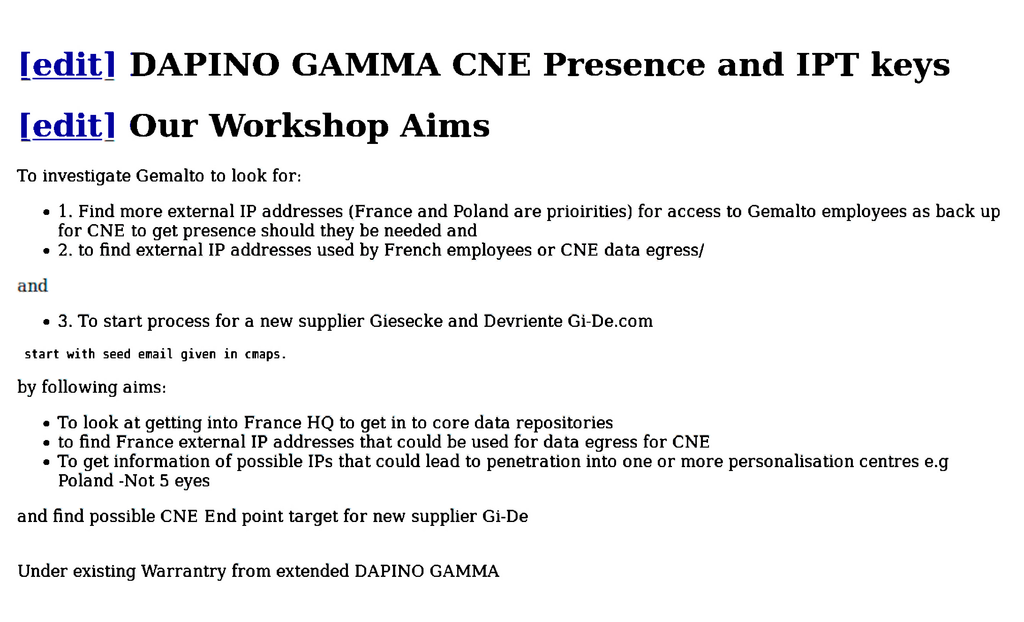 [edit] DAPINO GAMMA CNE Presence and IPT keys
[edit] Our Workshop Aims
To investigate Gemalto to look for:
• 1. Find more external IP addresses (France and Poland are prioirities) for access to Gemalto employees as back up
for CNE to get presence should they be needed and
• 2. to find external IP addresses used by French employees or CNE data egress/
and
• 3. To start process for a new supplier Giesecke and Devriente Gi-De.com
start with seed email given in cmaps.
by following aims:
• To look at getting into France HQ to get in to core data repositories
• to find France external IP addresses that could be used for data egress for CNE
• To get information of possible IPs that could lead to penetration into one or more personalisation centres e.g
Poland -Not 5 eyes
and find possible CNE End point target for new supplier Gi-De
Under existing Warrantry from extended DAPINO GAMMA